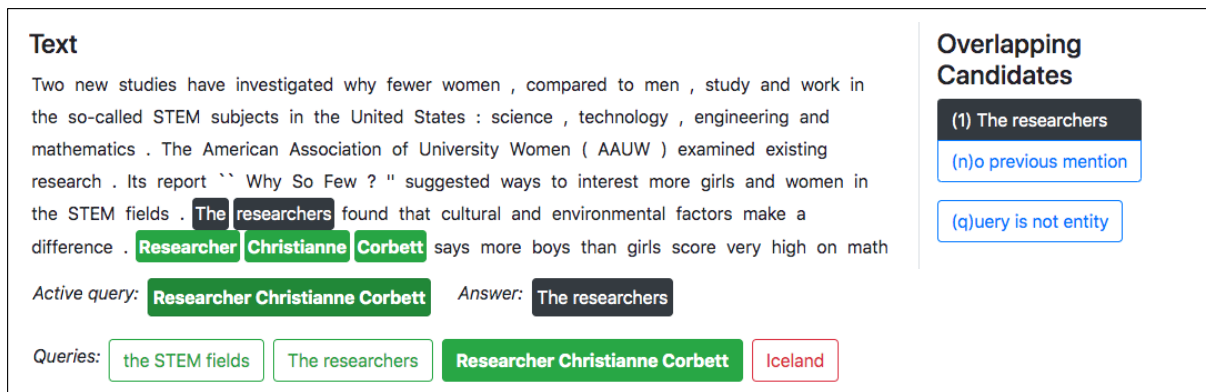 Text
Two new studies have investigated why fewer women , compared to men , study and work in
the so-called STEM subjects in the United States : science , technology , engineering and
mathematics . The American Association of University Women ( AAUW ) examined existing
research . Its report `` Why So Few ? " suggested ways to interest more girls and women in
the STEM fields . The researchers found that cultural and environmental factors make a
difference . Researcher Christianne Corbett says more boys than girls score very high on math
Active query: Researcher Christianne Corbett Answer: The researchers
Queries: the STEM fields The researchers Researcher Christianne Corbett Iceland
Overlapping
Candidates
(1) The researchers
(n)o previous mention
(q)uery is not entity